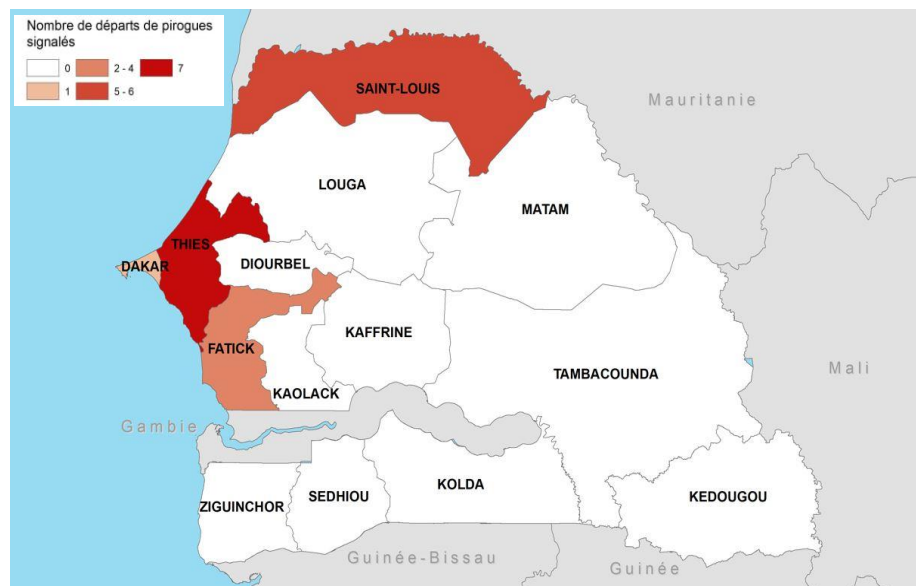 Nombre de départs de pirogues
signalés
0
2 - 4
7
1
5 - 6
SAINT-LOUIS
Mauritanie
LOUGA
MATAM
THIES
DAKAR
DIOURBEL
KAFFRINE
FATICK
TAMBACOUNDA
Mali
KAOLACK
Gambie
ZIGUINCHOR
SEDHIOU
KOLDA
KEDOUGOU
Guinée-Bissau
Guinée